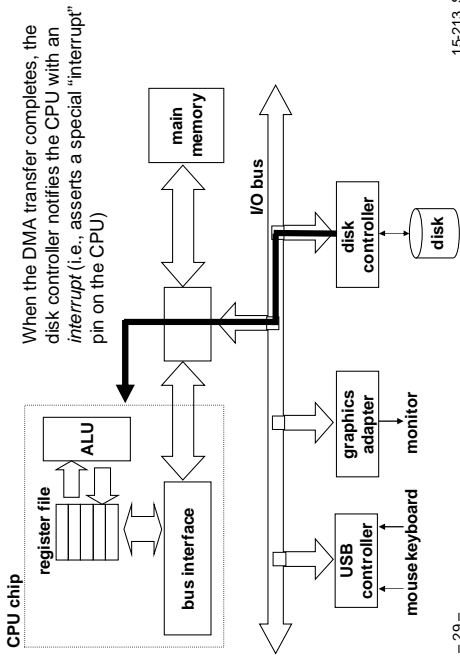 When the DMA transfer completes, the
disk controller notifies the CPU with an
interrupt (i.e., asserts a special "interrupt"
pin on the CPU)
CPU chip
register file
ALU
bus interface
main
memory
I/O bus
USB
controller
graphics
adapter
disk
controller
mouse keyboard
monitor
disk
– 29 –